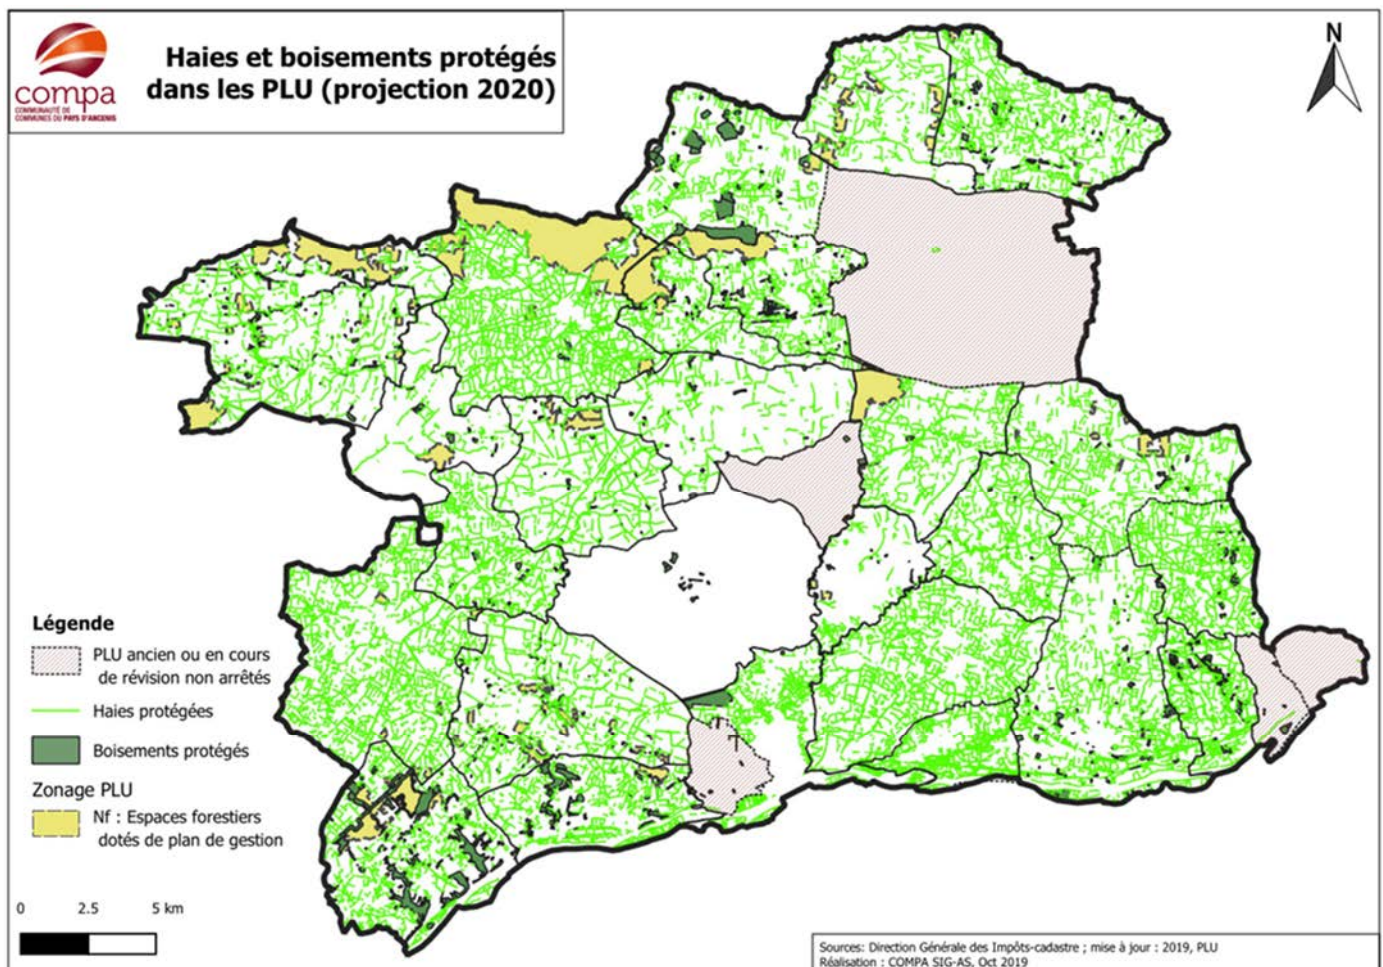 compa
COMMUNAUTÉ DE
COMMUNES DU PAYS D'ANCENIS
Haies et boisements protégés
dans les PLU (projection 2020)
N
Légende
PLU ancien ou en cours
de révision non arrêtés
Haies protégées
Boisements protégés
Zonage PLU
Nf : Espaces forestiers
dotés de plan de gestion
0 2.5 5 km
Sources: Direction Générale des Impôts-cadastre ; mise à jour : 2019, PLU
Réalisation : COMPA SIG-AS, Oct 2019